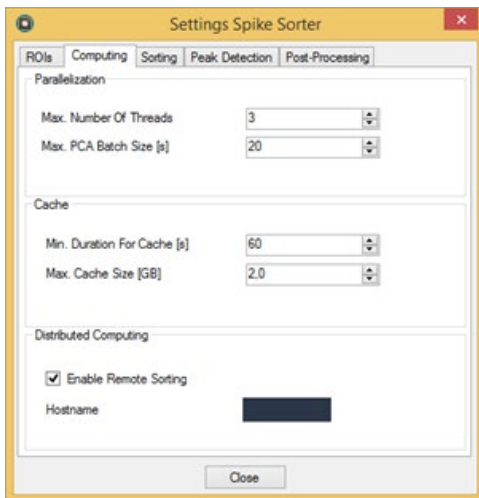 Settings Spike Sorter
ROIs Computing Sorting Peak Detection Post-Processing
Parallelization
Max. Number Of Threads 3
Max. PCA Batch Size [s] 20
Cache
Min. Duration For Cache [s] 60
Max. Cache Size [GB] 2.0
Distributed Computing
Enable Remote Sorting
Hostname
Close